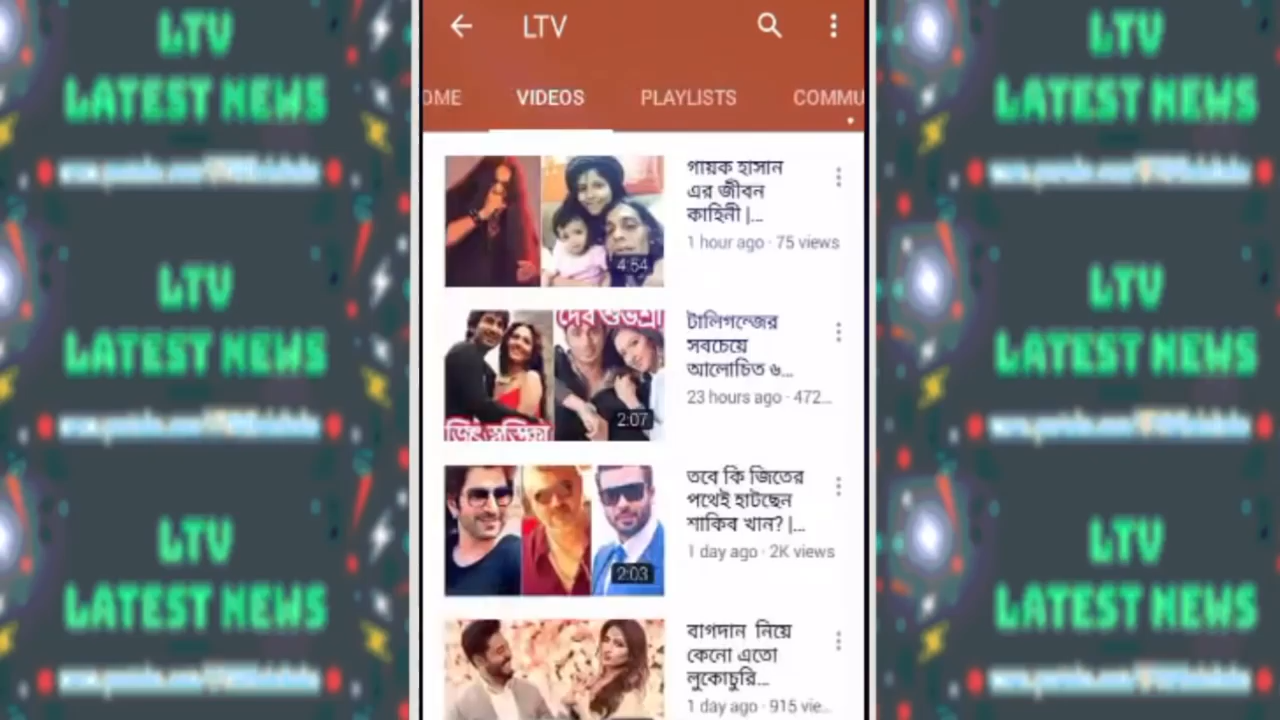 LTV
LATEST NEWS
LTV
LATEST NEWS
LTV
LATEST NEWS
LTV
OME
VIDEOS
PLAYLISTS
COMMU
4:54
গায়ক হাসান
এর জীবন
কাহিনী |...
1 hour ago · 75 views
দেব শুভশ্রী
2:07
টালিগন্জের
সবচেয়ে
আলোচিত ৬...
23 hours ago · 472...
2:03
তবে কি জিতের
পথেই হাটছেন
শাকিব খান? |...
1 day ago · 2K views
বাগদান নিয়ে
কেনো এতো
লুকোচুরি...
1 day ago · 915 vie...
LTV
LATEST NEWS
LTV
LATEST NEWS
LTV
LATEST NEWS